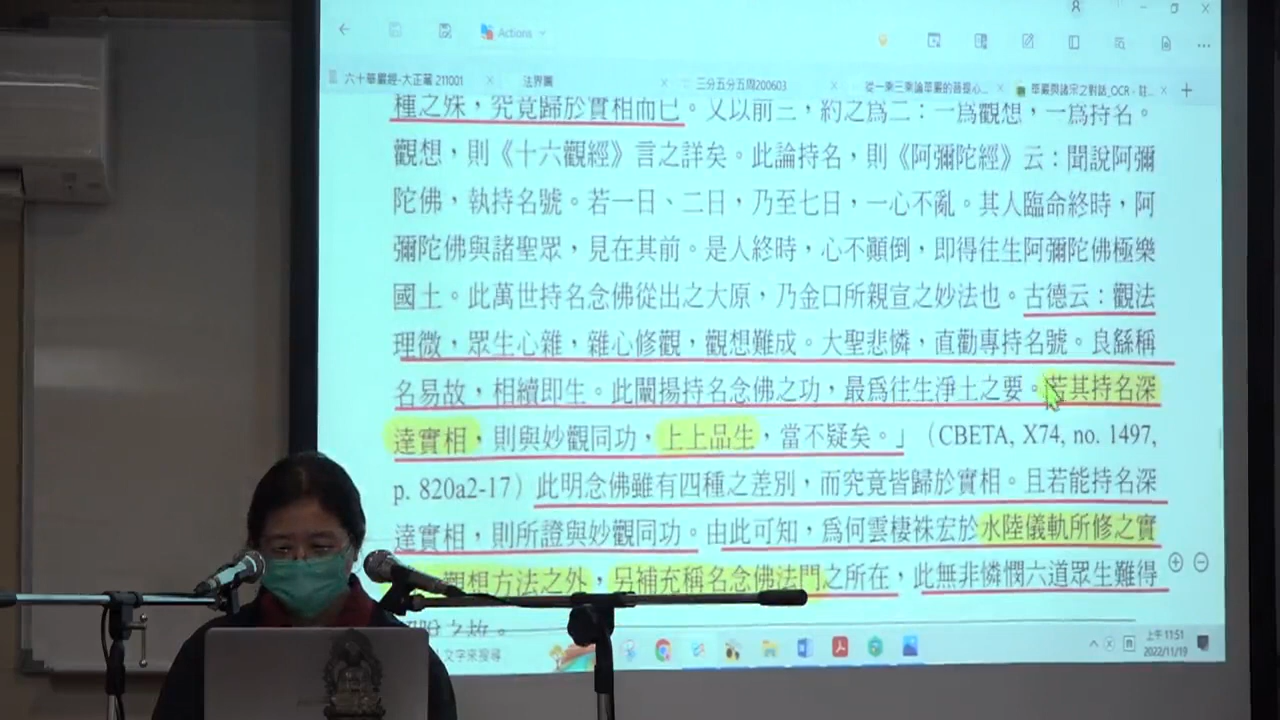 Actions
六十華嚴經-大正藏 211001
法界圖
三分五分五周200603
從一乘三乘論華嚴的菩提心...
華嚴與諸宗之對話_OCR - 駐...
種之殊，究竟歸於實相而已。又以前三，約之爲二：一爲觀想，一爲持名。
觀想，則《十六觀經》言之詳矣。此論持名，則《阿彌陀經》云：聞說阿彌
陀佛，執持名號。若一日、二日，乃至七日，一心不亂。其人臨命終時，阿
彌陀佛與諸聖眾，見在其前。是人終時，心不顛倒，即得往生阿彌陀佛極樂
國土。此萬世持名念佛從出之大原，乃金口所親宣之妙法也。古德云：觀法
理微，眾生心雜，雜心修觀，觀想難成。大聖悲憐，直勸專持名號。良繇稱
名易故，相續即生。此闡揚持名念佛之功，最爲往生淨土之要。若其持名深
達實相，則與妙觀同功，上上品生，當不疑矣。」（CBETA, X74, no. 1497,
p. 820a2-17）此明念佛雖有四種之差別，而究竟皆歸於實相。且若能持名深
達實相，則所證與妙觀同功。由此可知，爲何雲棲袾宏於水陸儀軌所修之實
觀想方法之外，另補充稱名念佛法門之所在，此無非憐憫六道眾生難得
之故。
文字來搜尋
上午 11:51
2022/11/19